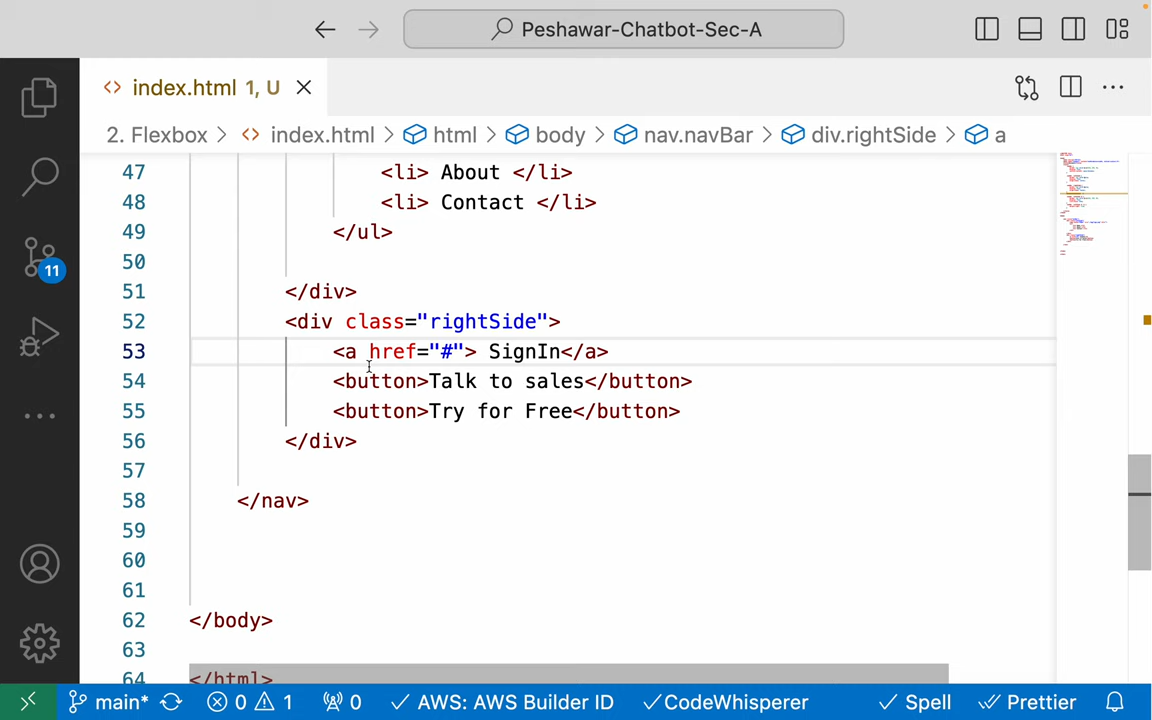 Peshawar-Chatbot-Sec-A
index.html 1, U
2. Flexbox > index.html > html > body > nav.navBar > div.rightSide > a
47 <li> About </li>
48 <li> Contact </li>
49 </ul>
50
51 </div>
52 <div class="rightSide">
53 <a href="#"> SignIn</a>
54 <button>Talk to sales</button>
55 <button>Try for Free</button>
56 </div>
57
58 </nav>
59
60
61
62 </body>
63
64 </html>
11
main* 0 1 0 AWS: AWS Builder ID CodeWhisperer Spell Prettier